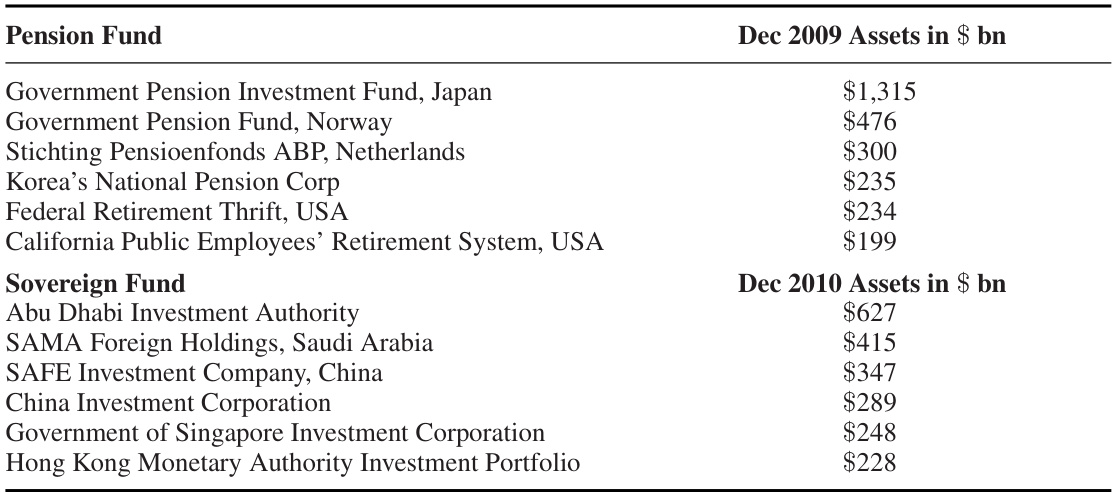 Pension Fund Dec 2009 Assets in $ bn
Government Pension Investment Fund, Japan $1,315
Government Pension Fund, Norway $476
Stichting Pensioenfonds ABP, Netherlands $300
Korea's National Pension Corp $235
Federal Retirement Thrift, USA $234
California Public Employees' Retirement System, USA $199
Sovereign Fund Dec 2010 Assets in $ bn
Abu Dhabi Investment Authority $627
SAMA Foreign Holdings, Saudi Arabia $415
SAFE Investment Company, China $347
China Investment Corporation $289
Government of Singapore Investment Corporation $248
Hong Kong Monetary Authority Investment Portfolio $228